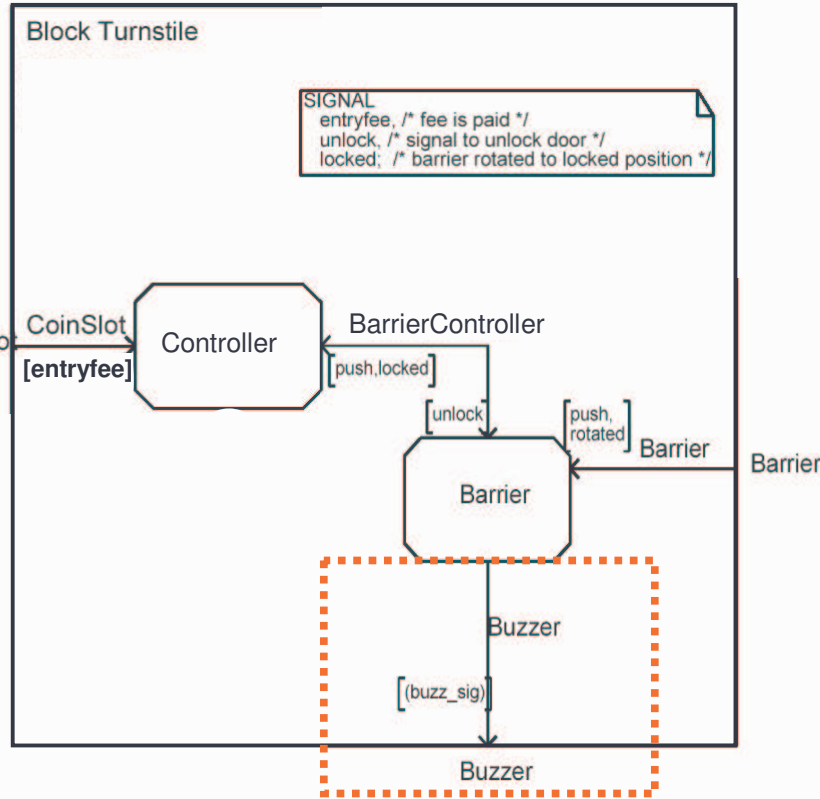 Block Turnstile
SIGNAL
entryfee, /* fee is paid */
unlock, /* signal to unlock door */
locked; /* barrier rotated to locked position */
CoinSlot
[entryfee]
Controller
BarrierController
[push,locked]
[unlock]
[push,
rotated]
Barrier
Barrier
Barrier
Buzzer
[(buzz_sig)]
Buzzer